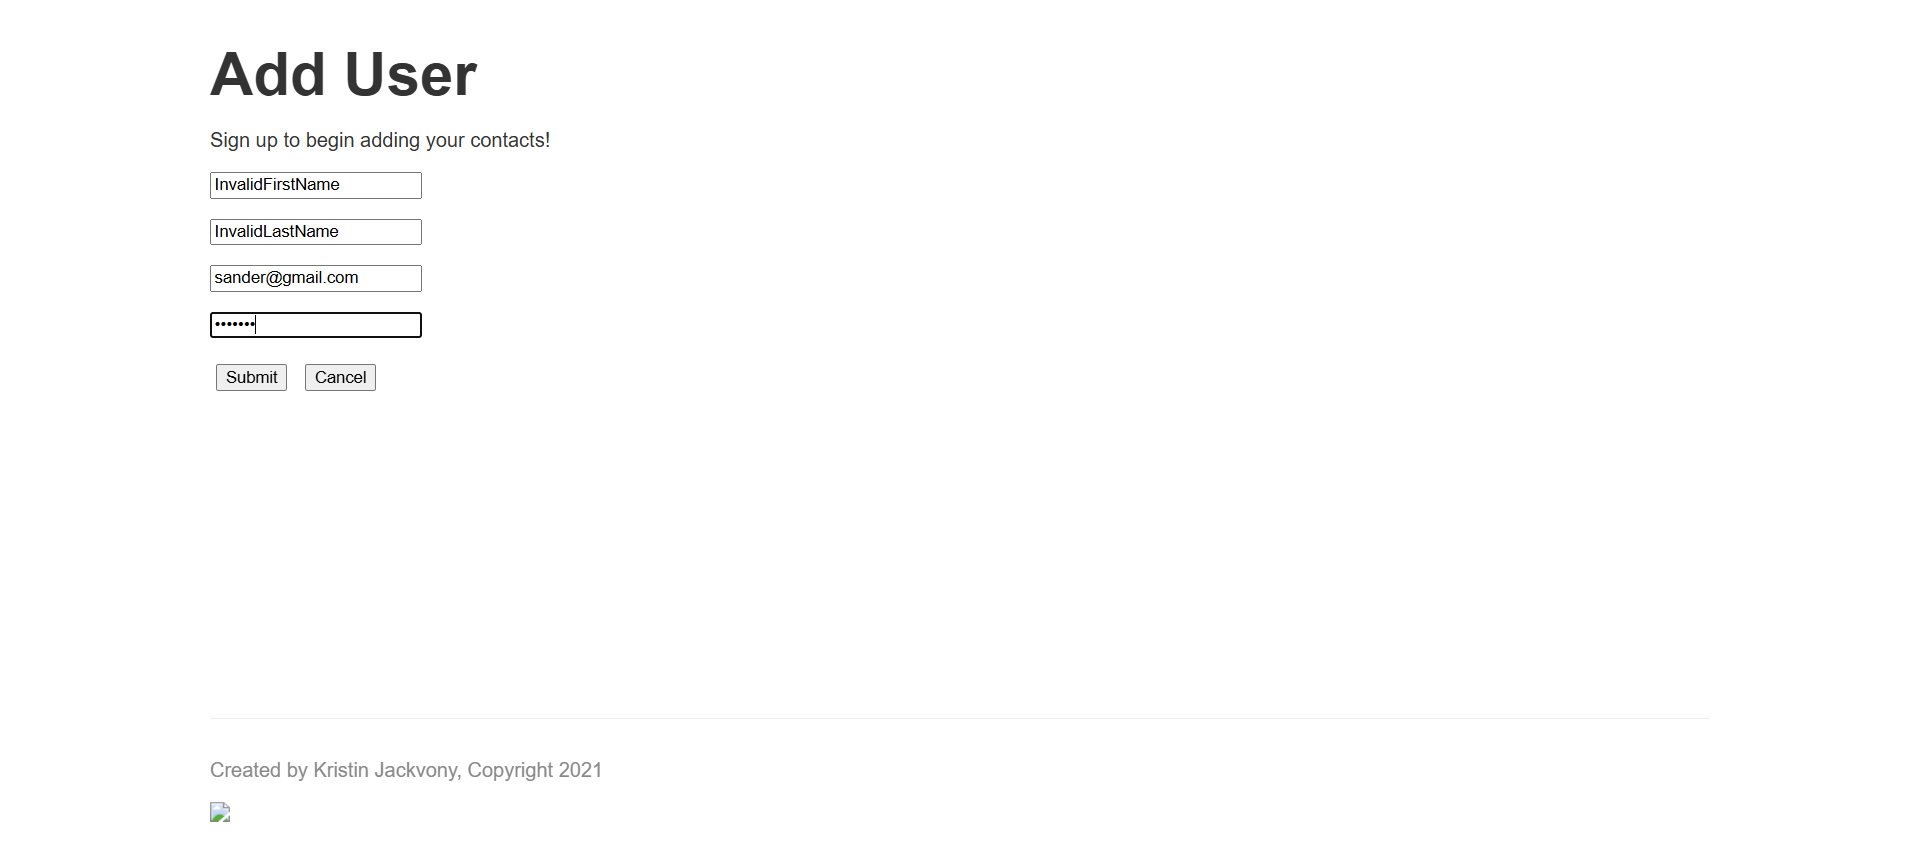 Add User
Sign up to begin adding your contacts!
InvalidFirstName
InvalidLastName
sander@gmail.com
•••••••
Submit Cancel
Created by Kristin Jackvony, Copyright 2021